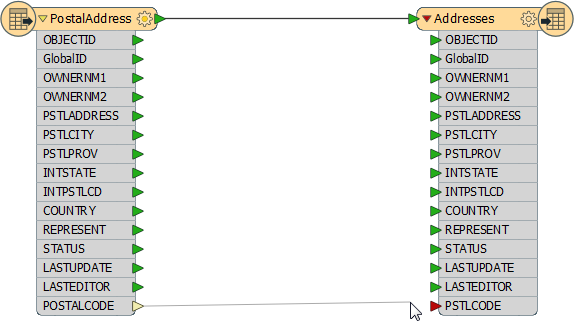 PostalAddress
OBJECTID
GlobalID
OWNERNM1
OWNERNM2
PSTLADDRESS
PSTLCITY
PSTLPROV
INTSTATE
INTPSTLCD
COUNTRY
REPRESENT
STATUS
LASTUPDATE
LASTEDITOR
POSTALCODE
Addresses
OBJECTID
GlobalID
OWNERNM1
OWNERNM2
PSTLADDRESS
PSTLCITY
PSTLPROV
INTSTATE
INTPSTLCD
COUNTRY
REPRESENT
STATUS
LASTUPDATE
LASTEDITOR
PSTLCODE